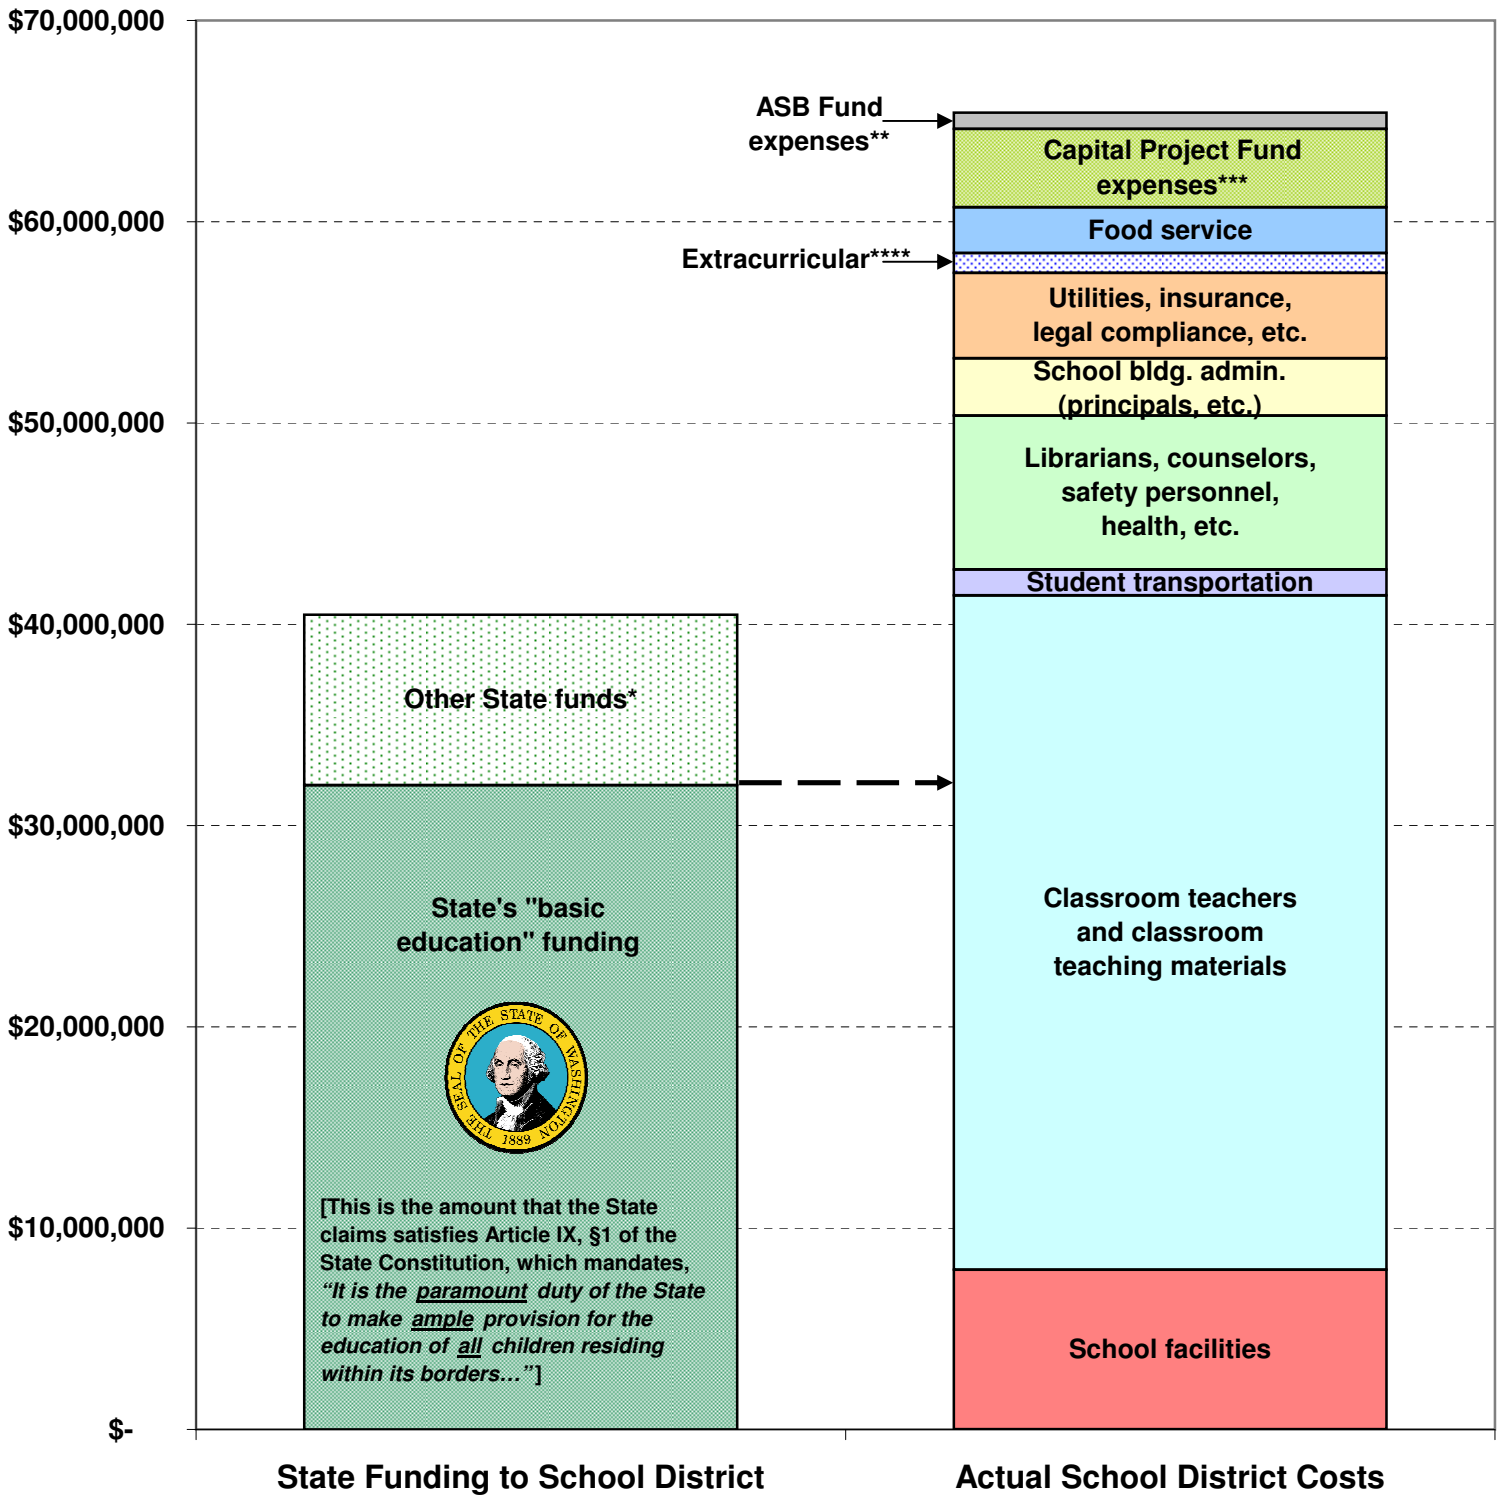 $70,000,000
$60,000,000
$50,000,000
$40,000,000
$30,000,000
$20,000,000
$10,000,000
$-
Other State funds*
State's "basic
education" funding
THE SEAL OF THE STATE OF WASHINGTON
1889
[This is the amount that the State
claims satisfies Article IX, §1 of the
State Constitution, which mandates,
“It is the paramount duty of the State
to make ample provision for the
education of all children residing
within its borders…”]
ASB Fund
expenses**
Capital Project Fund
expenses***
Food service
Extracurricular****
Utilities, insurance,
legal compliance, etc.
School bldg. admin.
(principals, etc.)
Librarians, counselors,
safety personnel,
health, etc.
Student transportation
Classroom teachers
and classroom
teaching materials
School facilities
State Funding to School District
Actual School District Costs